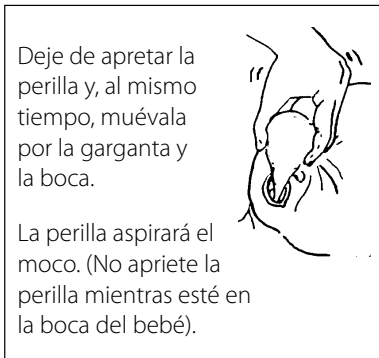 Deje de apretar la
perilla y, al mismo
tiempo, muévala
por la garganta y
la boca.
La perilla aspirará el
moco. (No apriete la
perilla mientras esté en
la boca del bebé).